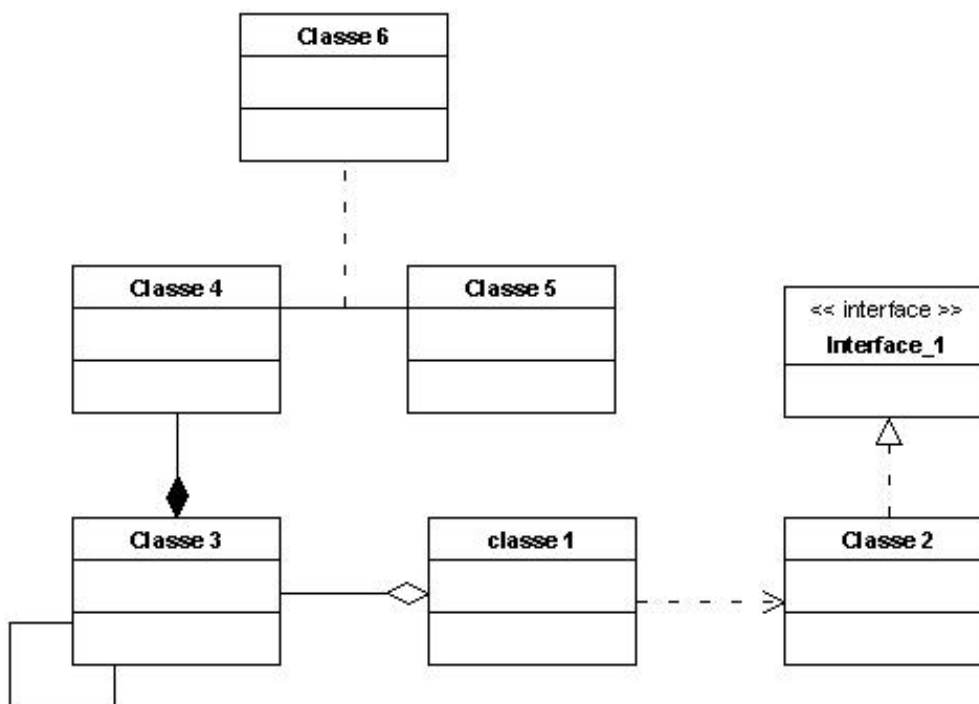 Classe 6
Classe 4
Classe 5
<< interface >>
Interface_1
Classe 3
classe 1
Classe 2